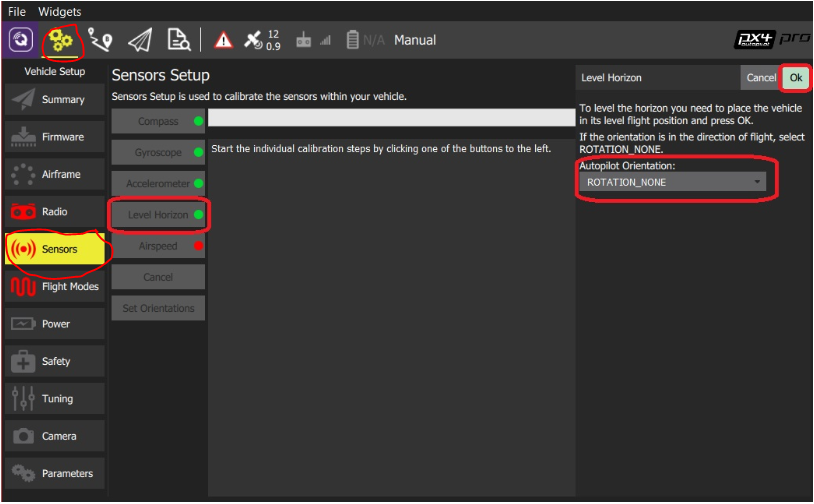 File Widgets
12
0.9
N/A Manual
PX4 pro
autopilot
Vehicle Setup
Summary
Firmware
Airframe
Radio
Sensors
Flight Modes
Power
Safety
Tuning
Camera
Parameters
Sensors Setup
Sensors Setup is used to calibrate the sensors within your vehicle.
Compass
Gyroscope
Accelerometer
Level Horizon
Airspeed
Cancel
Set Orientations
Start the individual calibration steps by clicking one of the buttons to the left.
Level Horizon Cancel Ok
To level the horizon you need to place the vehicle
in its level flight position and press OK.
If the orientation is in the direction of flight, select
ROTATION_NONE.
Autopilot Orientation:
ROTATION_NONE